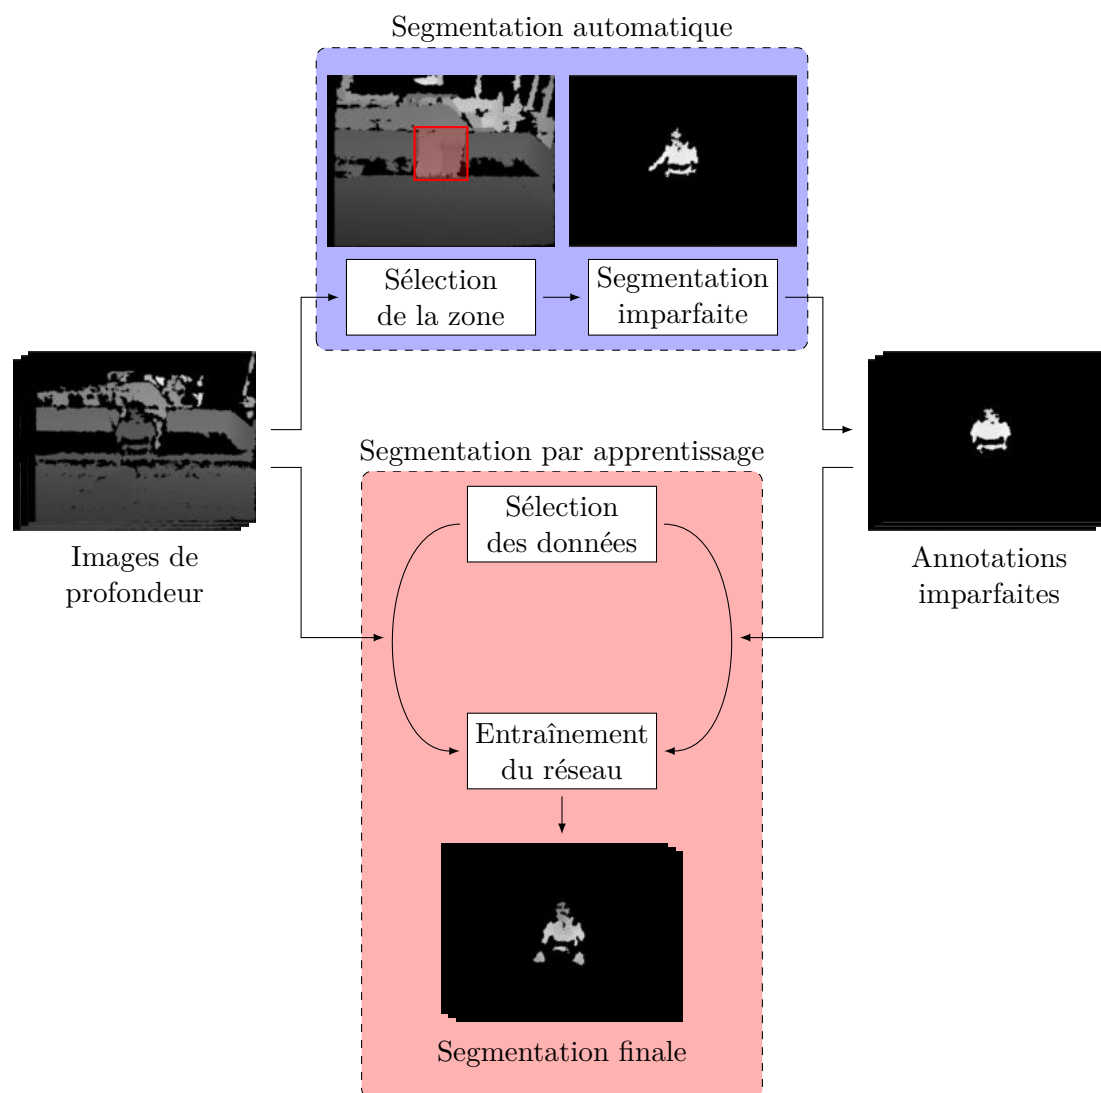 Segmentation automatique
Sélection
de la zone
Segmentation
imparfaite
Images de
profondeur
Annotations
imparfaites
Segmentation par apprentissage
Sélection
des données
Entraînement
du réseau
Segmentation finale